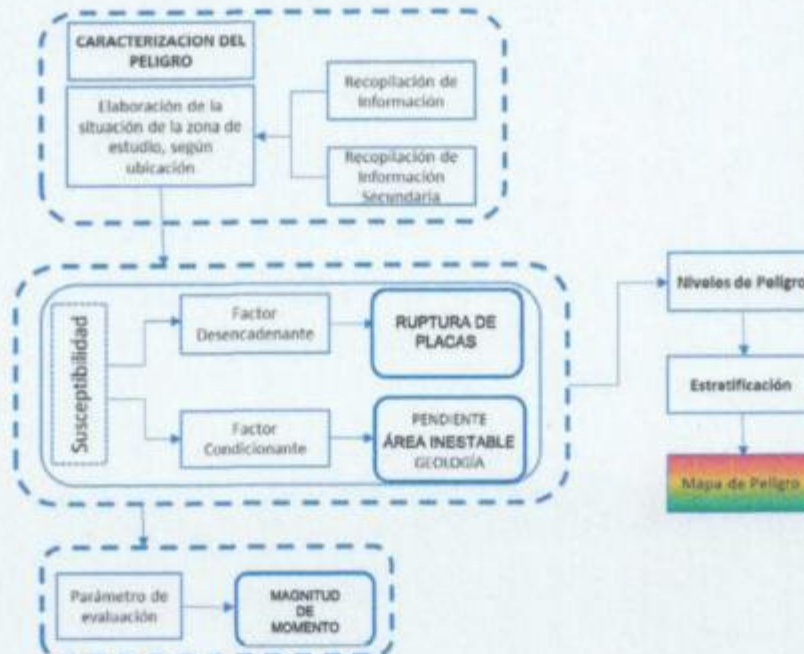 CARACTERIZACION DEL
PELIGRO
Elaboración de la
situación de la zona de
estudio, según
ubicación
Recopilación de
Información
Recopilación de
Información
Secundaria
Susceptibilidad
Factor
Desencadenante
RUPTURA DE
PLACAS
Factor
Condicionante
PENDIENTE
ÁREA INESTABLE
GEOLOGÍA
Niveles de Peligro
Estratificación
Mapa de Peligro
Parámetro de
evaluación
MAGNITUD
DE
MOMENTO